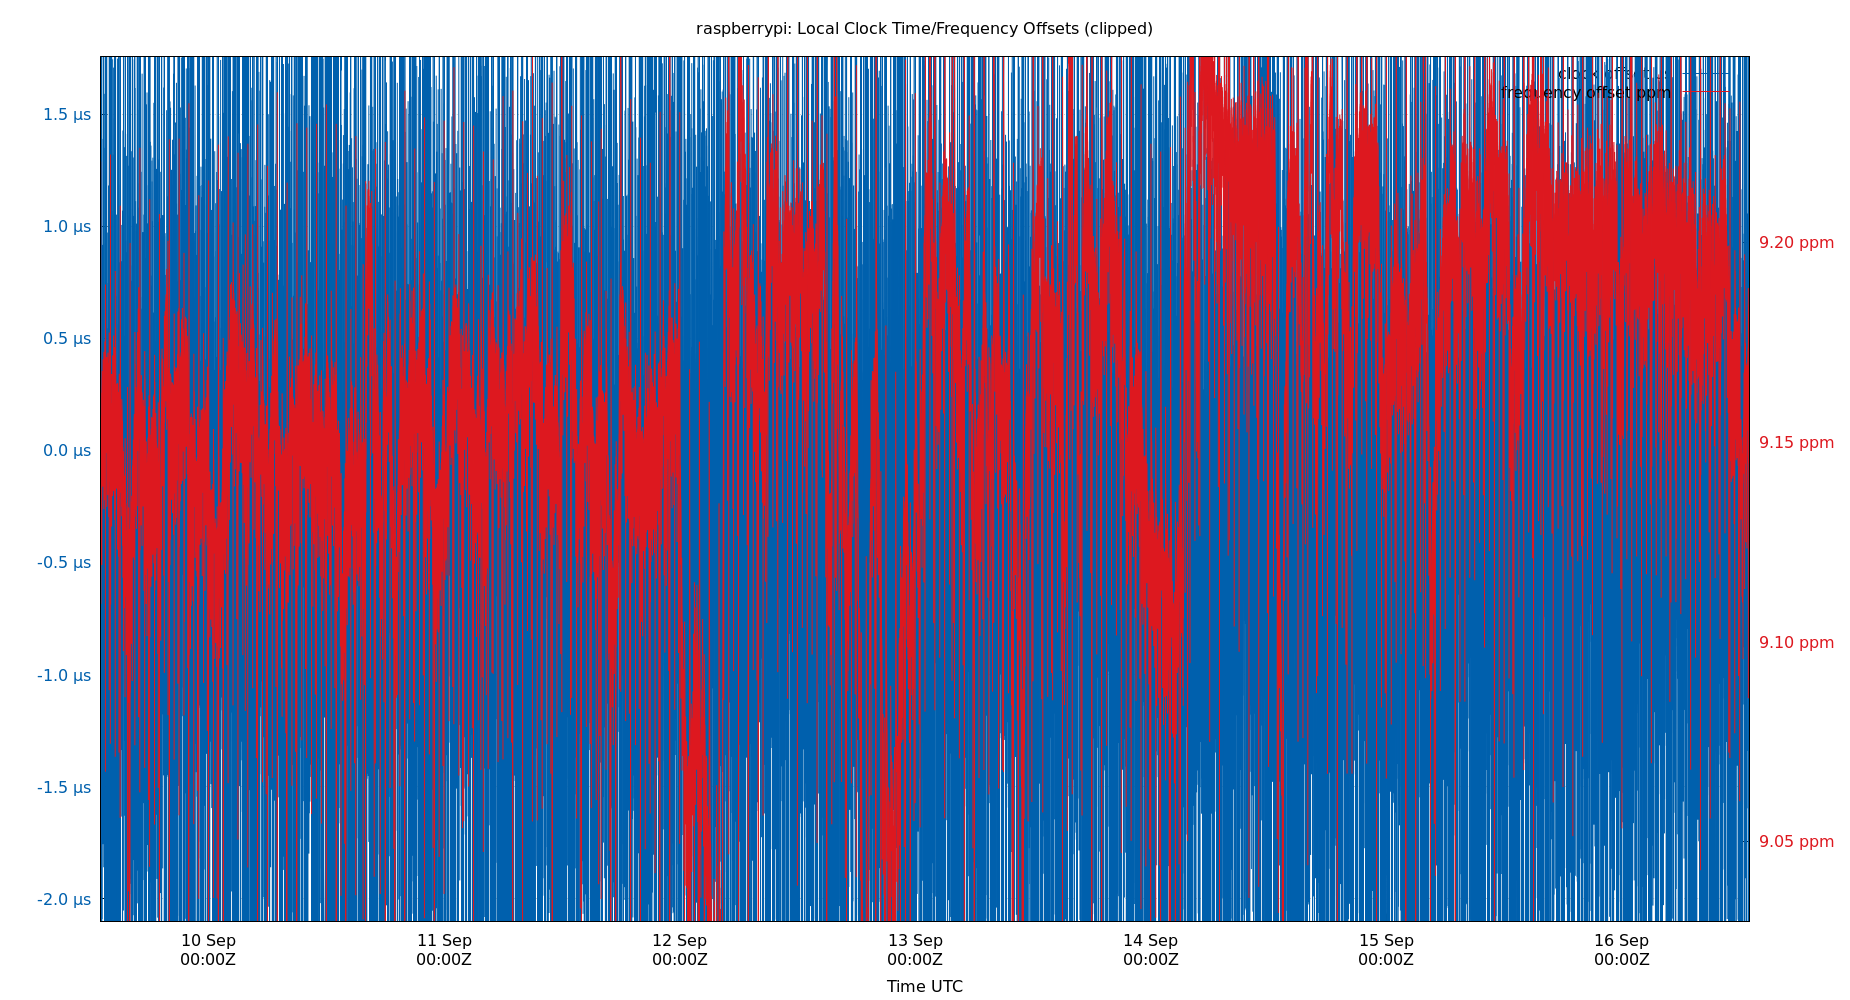 raspberrypi: Local Clock Time/Frequency Offsets (clipped)
clock offset
frequency offset ppm
1.5 µs
1.0 µs
0.5 µs
0.0 µs
-0.5 µs
-1.0 µs
-1.5 µs
-2.0 µs
9.20 ppm
9.15 ppm
9.10 ppm
9.05 ppm
10 Sep
00:00Z
11 Sep
00:00Z
12 Sep
00:00Z
13 Sep
00:00Z
14 Sep
00:00Z
15 Sep
00:00Z
16 Sep
00:00Z
Time UTC